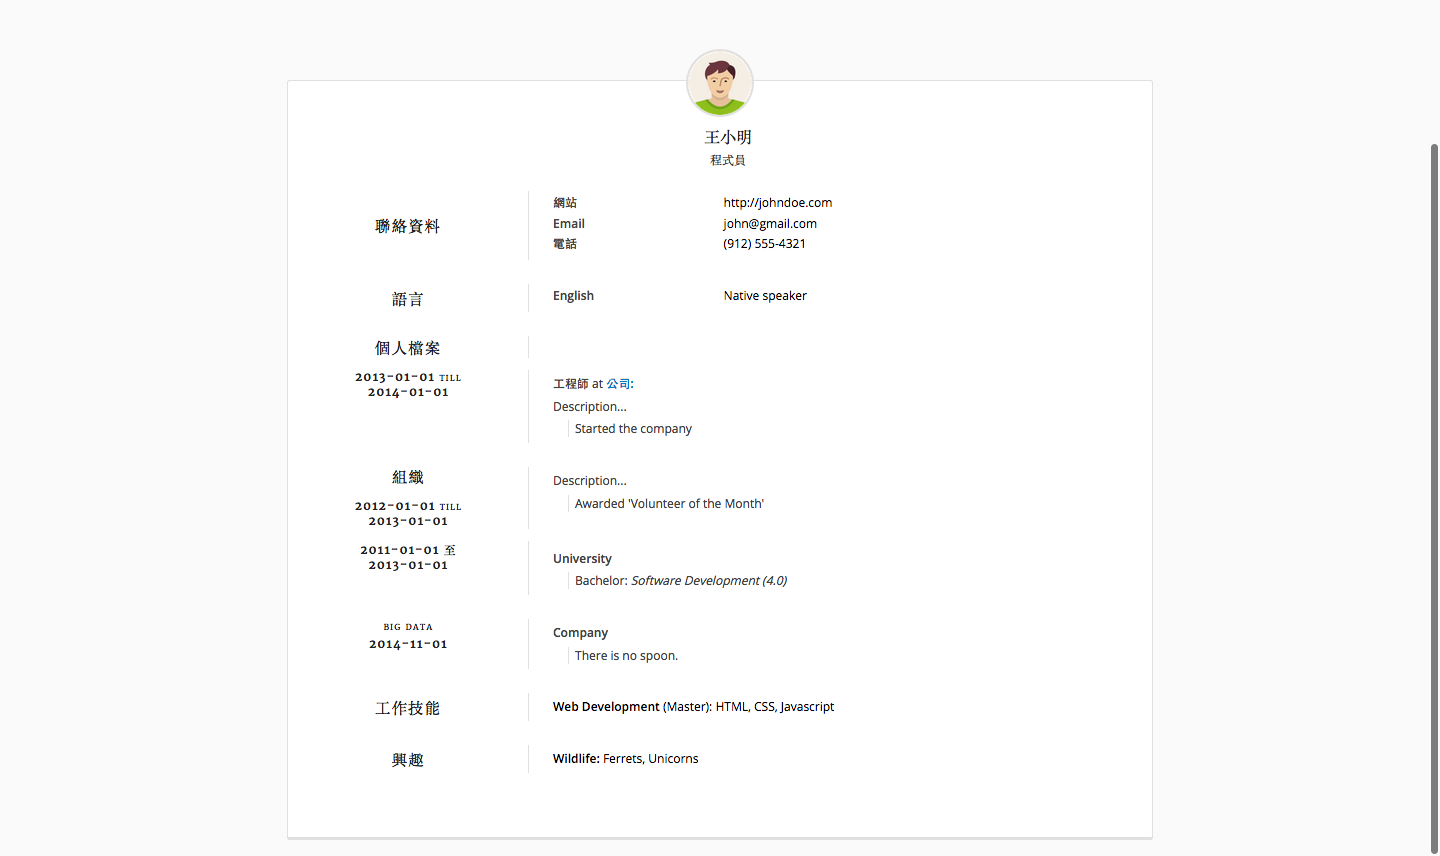 王小明
程式員
聯絡資料
網站 http://johndoe.com
Email john@gmail.com
電話 (912) 555-4321
語言
English Native speaker
個人檔案
2013-01-01 TILL
2014-01-01
工程師 at 公司:
Description...
Started the company
組織
2012-01-01 TILL
2013-01-01
Description...
Awarded 'Volunteer of the Month'
2011-01-01 至
2013-01-01
University
Bachelor: Software Development (4.0)
BIG DATA
2014-11-01
Company
There is no spoon.
工作技能
Web Development (Master): HTML, CSS, Javascript
興趣
Wildlife: Ferrets, Unicorns